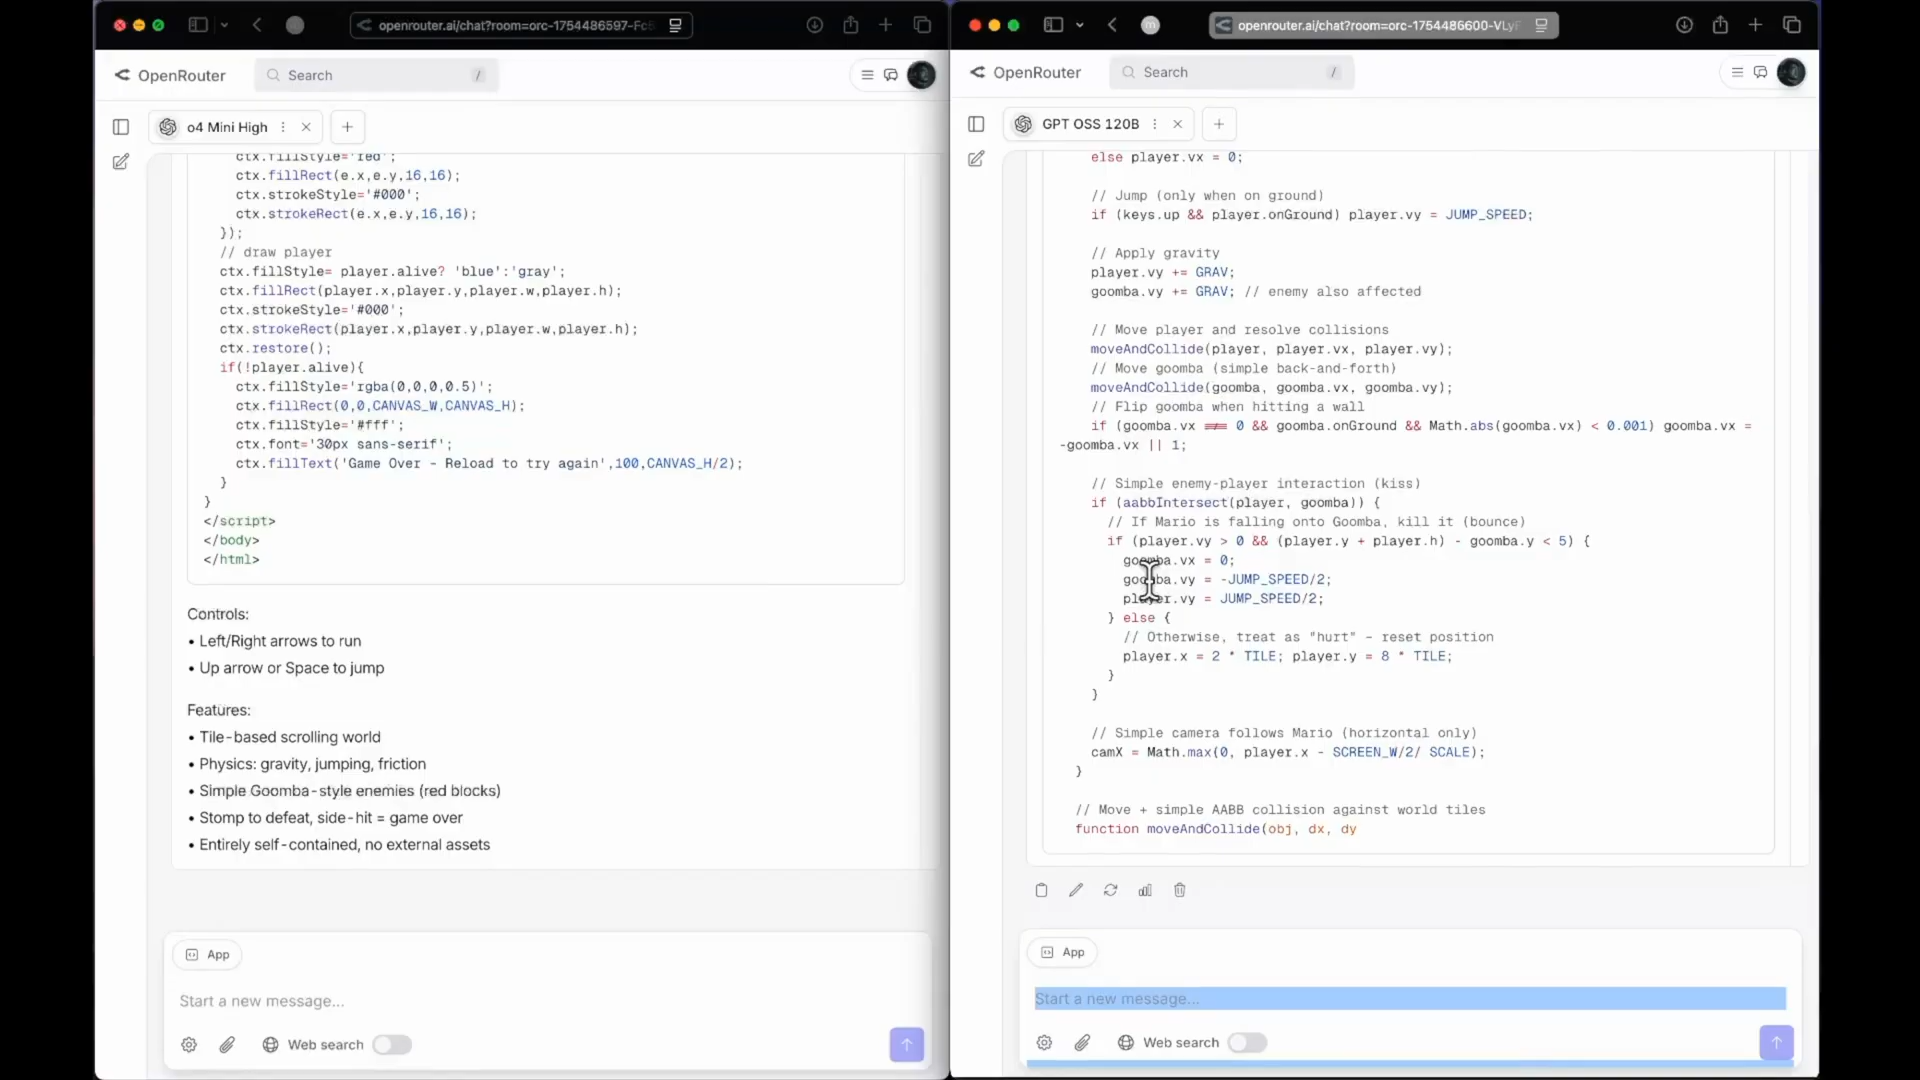 openrouter.ai/chat?room=orc-1754486597-Fc
OpenRouter
Search
/
o4 Mini High
ctx.fillStyle='red';
ctx.fillRect(e.x,e.y,16,16);
ctx.strokeStyle='#000';
ctx.strokeRect(e.x,e.y,16,16);
});
// draw player
ctx.fillStyle= player.alive? 'blue':'gray';
ctx.fillRect(player.x,player.y,player.w,player.h);
ctx.strokeStyle='#000';
ctx.strokeRect(player.x,player.y,player.w,player.h);
ctx.restore();
if(!player.alive){
ctx.fillStyle='rgba(0,0,0,0.5)';
ctx.fillRect(0,0,CANVAS_W,CANVAS_H);
ctx.fillStyle='#fff';
ctx.font='30px sans-serif';
ctx.fillText('Game Over - Reload to try again',100,CANVAS_H/2);
}
}
</script>
</body>
</html>
Controls:
• Left/Right arrows to run
• Up arrow or Space to jump
Features:
• Tile-based scrolling world
• Physics: gravity, jumping, friction
• Simple Goomba-style enemies (red blocks)
• Stomp to defeat, side-hit = game over
• Entirely self-contained, no external assets
App
Start a new message...
Web search
openrouter.ai/chat?room=orc-1754486600-VLy
OpenRouter
Search
/
GPT OSS 120B
else player.vx = 0;
// Jump (only when on ground)
if (keys.up && player.onGround) player.vy = JUMP_SPEED;
// Apply gravity
player.vy += GRAV;
goomba.vy += GRAV; // enemy also affected
// Move player and resolve collisions
moveAndCollide(player, player.vx, player.vy);
// Move goomba (simple back-and-forth)
moveAndCollide(goomba, goomba.vx, goomba.vy);
// Flip goomba when hitting a wall
if (goomba.vx !== 0 && goomba.onGround && Math.abs(goomba.vx) < 0.001) goomba.vx =
-goomba.vx || 1;
// Simple enemy-player interaction (kiss)
if (aabbIntersect(player, goomba)) {
// If Mario is falling onto Goomba, kill it (bounce)
if (player.vy > 0 && (player.y + player.h) - goomba.y < 5) {
goomba.vx = 0;
goomba.vy = -JUMP_SPEED/2;
player.vy = JUMP_SPEED/2;
} else {
// Otherwise, treat as "hurt" – reset position
player.x = 2 * TILE; player.y = 8 * TILE;
}
}
// Simple camera follows Mario (horizontal only)
camX = Math.max(0, player.x - SCREEN_W/2/ SCALE);
}
// Move + simple AABB collision against world tiles
function moveAndCollide(obj, dx, dy
App
Start a new message...
Web search